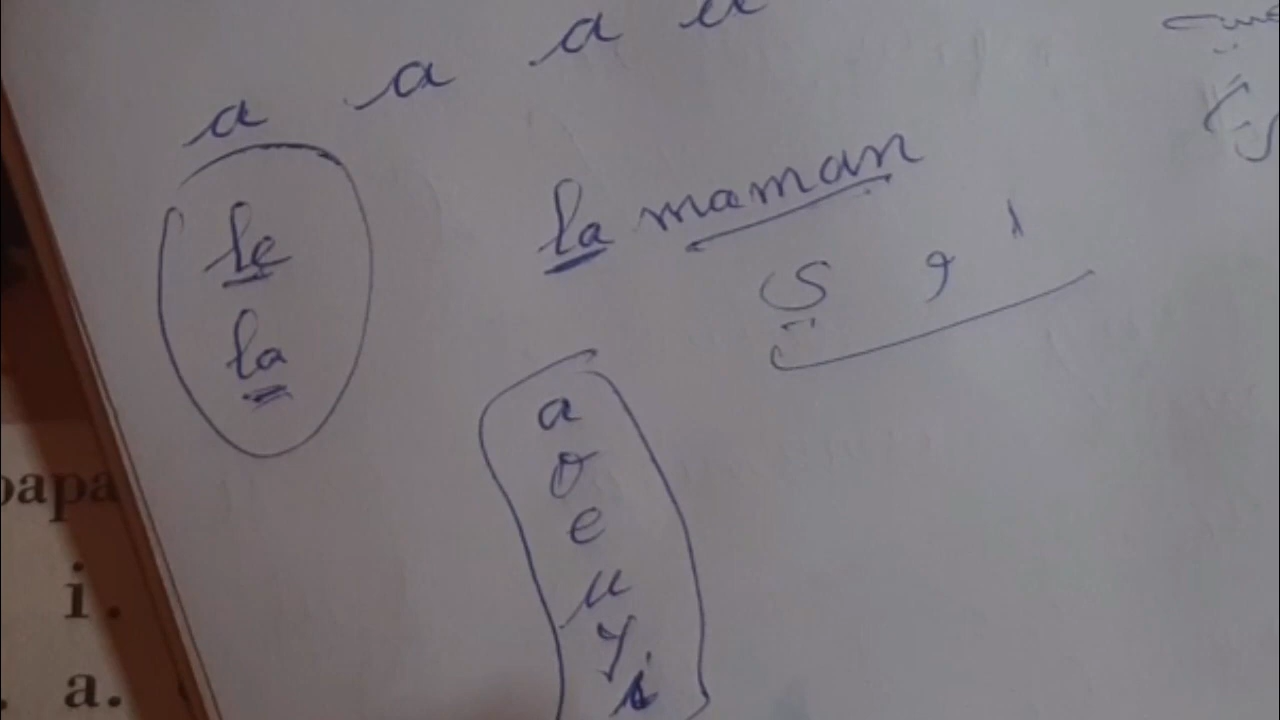 a a a a
le
la
la maman
ي و ا
a
o
e
u
y
i
papa
i.
a.